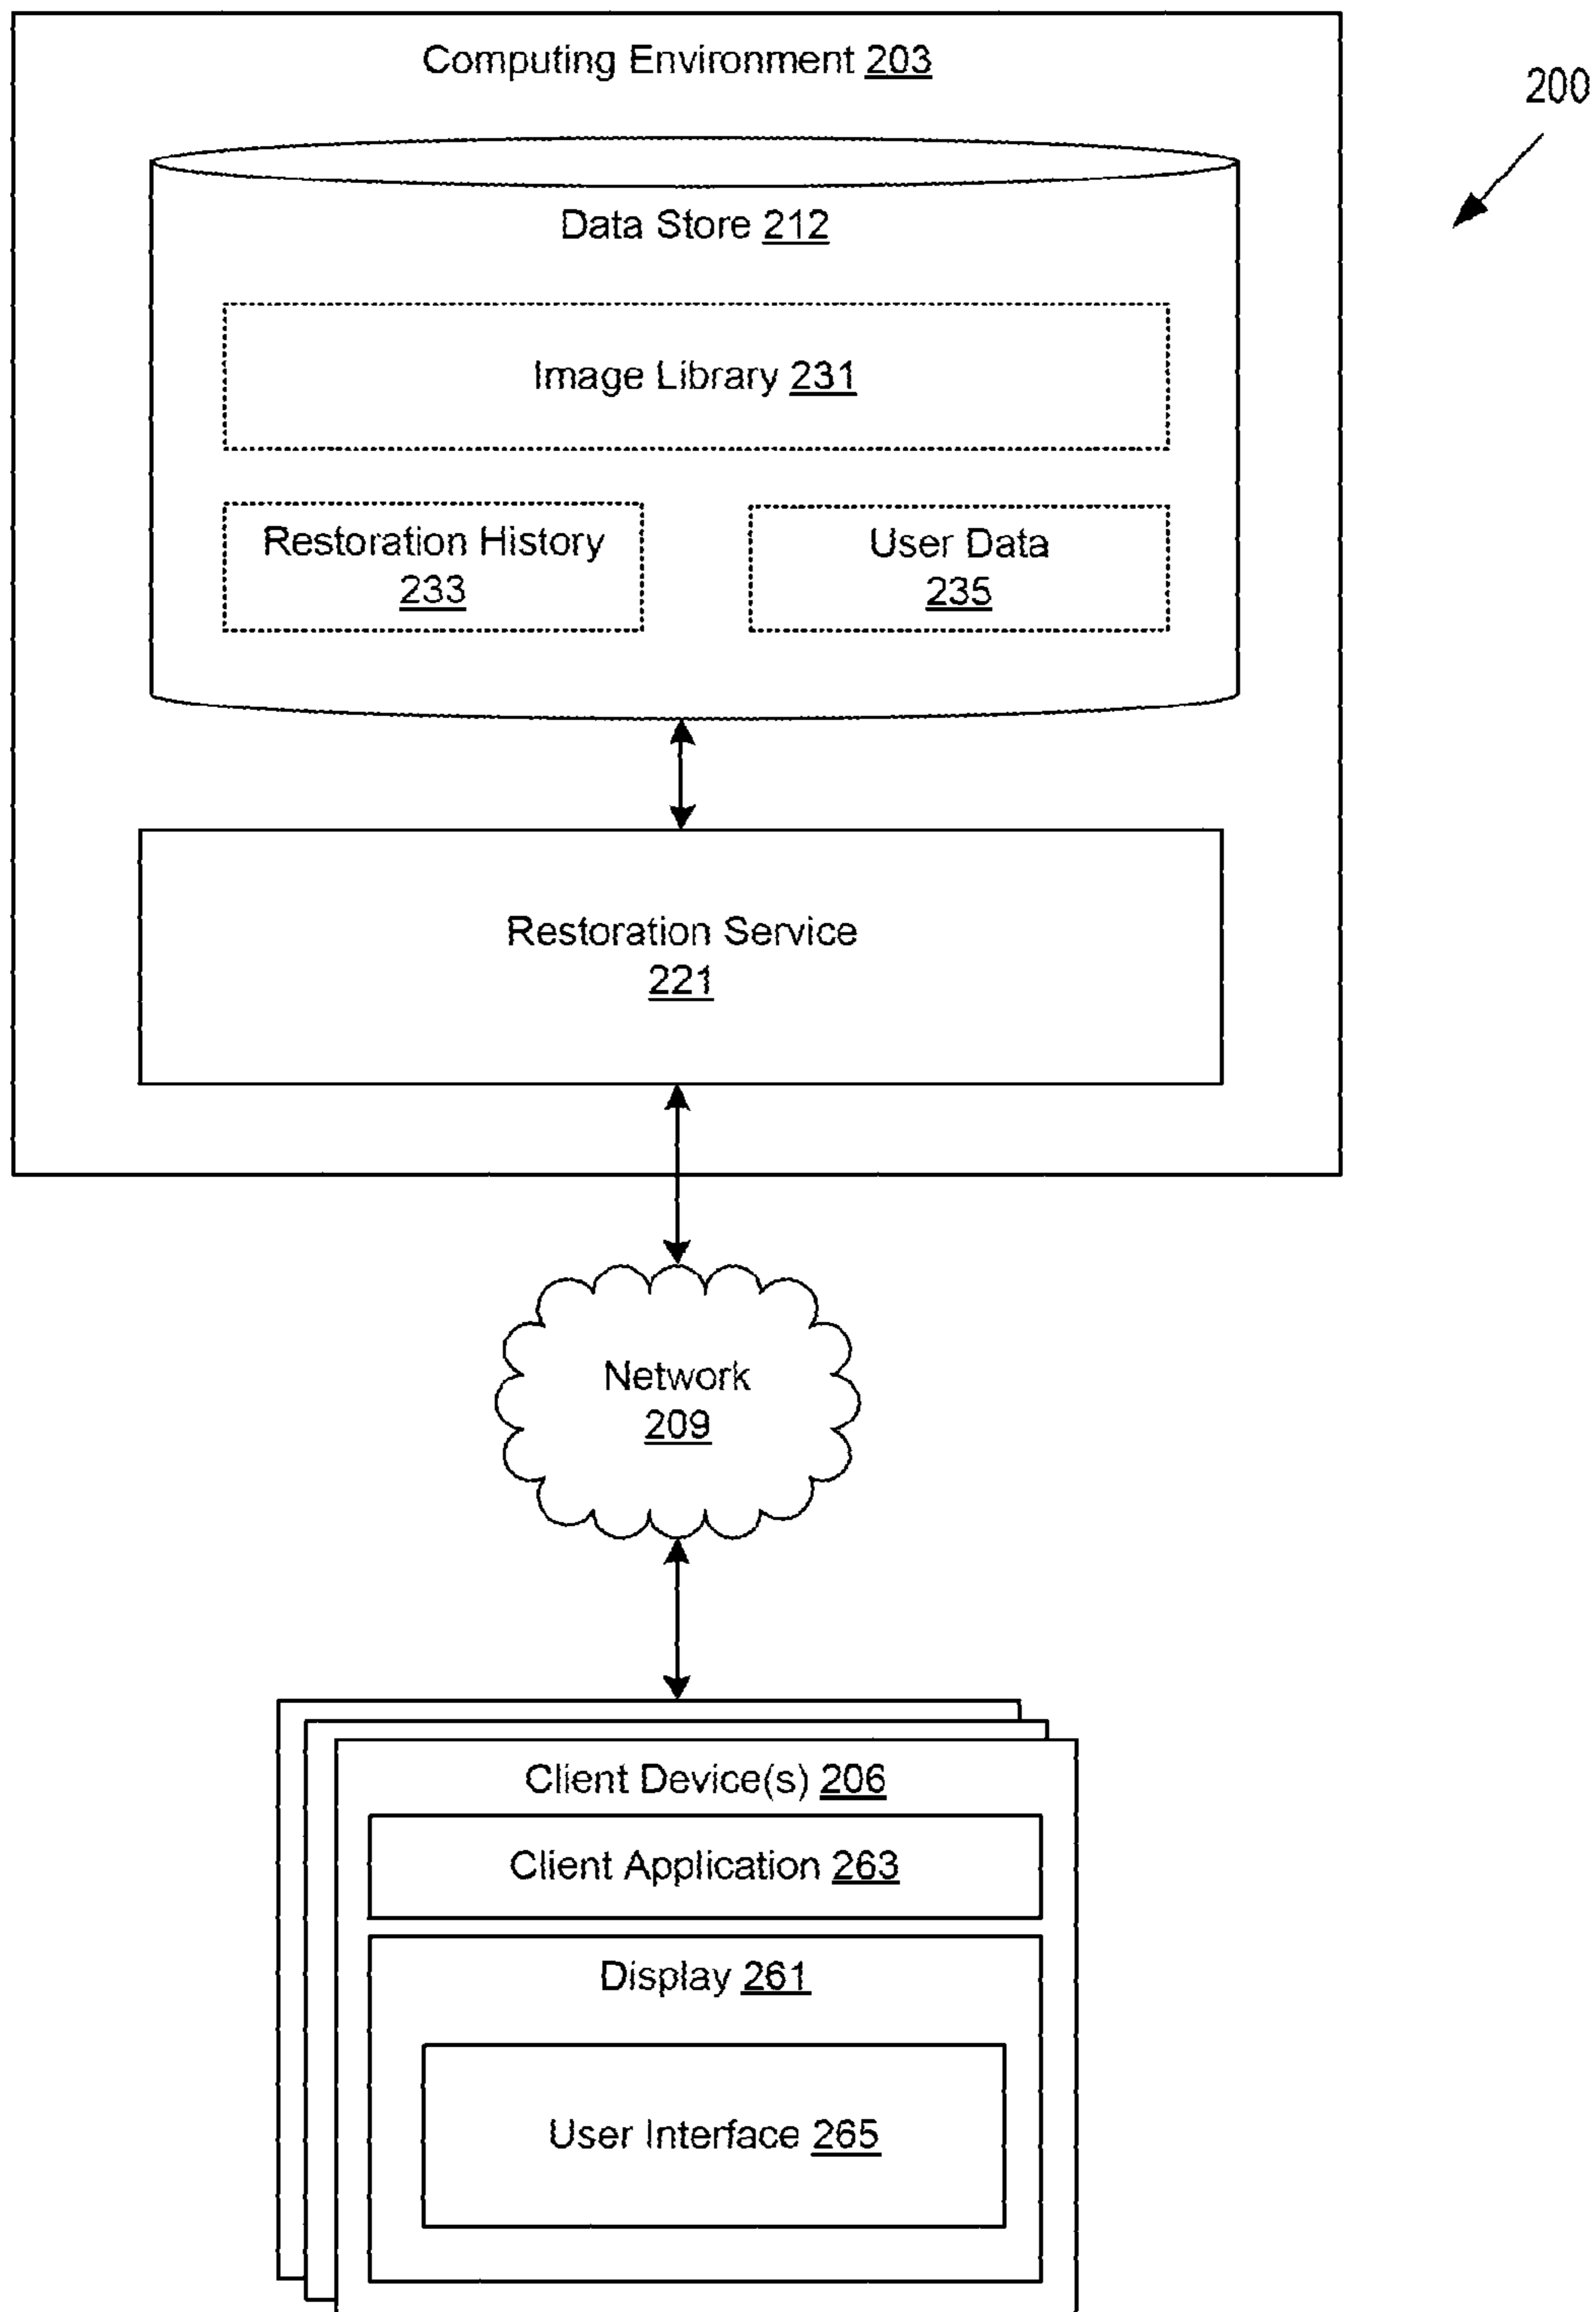 Computing Environment 203
200
Data Store 212
Image Library 231
Restoration History
233
User Data
235
Restoration Service
221
Network
209
Client Device(s) 206
Client Application 263
Display 261
User Interface 265